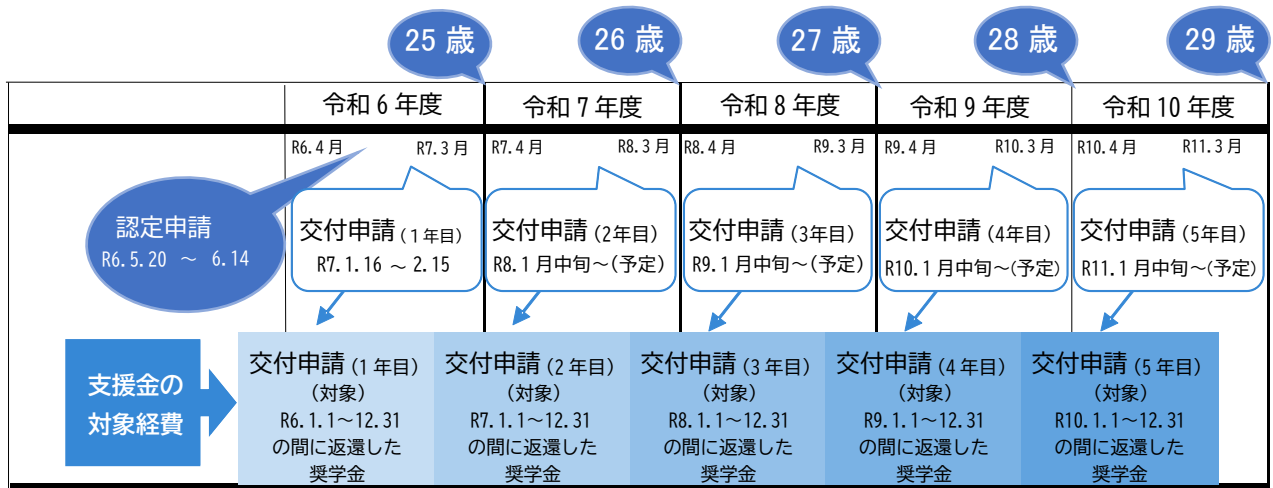 25 歳
26 歳
27 歳
28 歳
29 歳
令和 6 年度
令和 7 年度
令和 8 年度
令和 9 年度
令和 10 年度
R6.4 月
R7.3 月
R7.4 月
R8.3 月
R8.4 月
R9.3 月
R9.4 月
R10.3 月
R10.4 月
R11.3 月
認定申請
R6.5.20 ～ 6.14
交付申請 (1年目)
R7.1.16 ～ 2.15
交付申請 (2年目)
R8.1 月中旬～(予定)
交付申請 (3年目)
R9.1 月中旬～(予定)
交付申請 (4年目)
R10.1 月中旬～(予定)
交付申請 (5年目)
R11.1 月中旬～(予定)
支援金の
対象経費
交付申請 (1 年目)
(対象)
R6.1.1～12.31
の間に返還した
奨学金
交付申請 (2 年目)
(対象)
R7.1.1～12.31
の間に返還した
奨学金
交付申請 (3 年目)
(対象)
R8.1.1～12.31
の間に返還した
奨学金
交付申請 (4 年目)
(対象)
R9.1.1～12.31
の間に返還した
奨学金
交付申請 (5 年目)
(対象)
R10.1.1～12.31
の間に返還した
奨学金